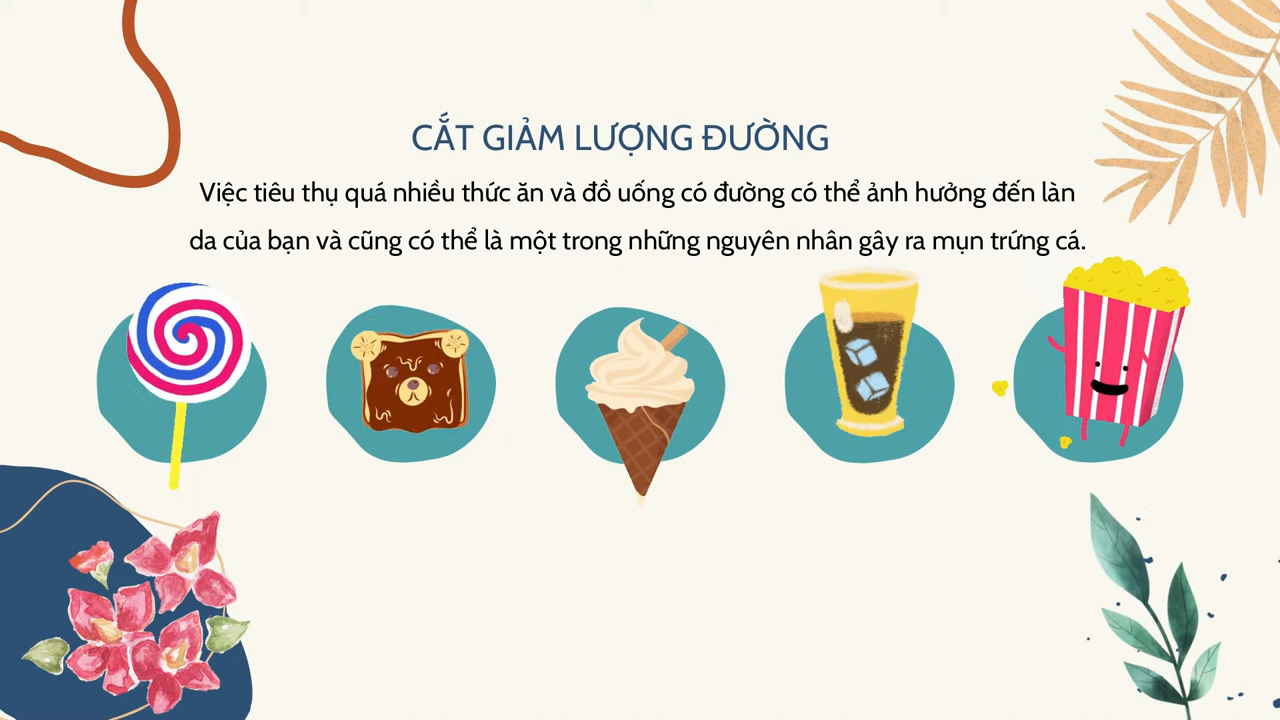 CẮT GIẢM LƯỢNG ĐƯỜNG
Việc tiêu thụ quá nhiều thức ăn và đồ uống có đường có thể ảnh hưởng đến làn
da của bạn và cũng có thể là một trong những nguyên nhân gây ra mụn trứng cá.